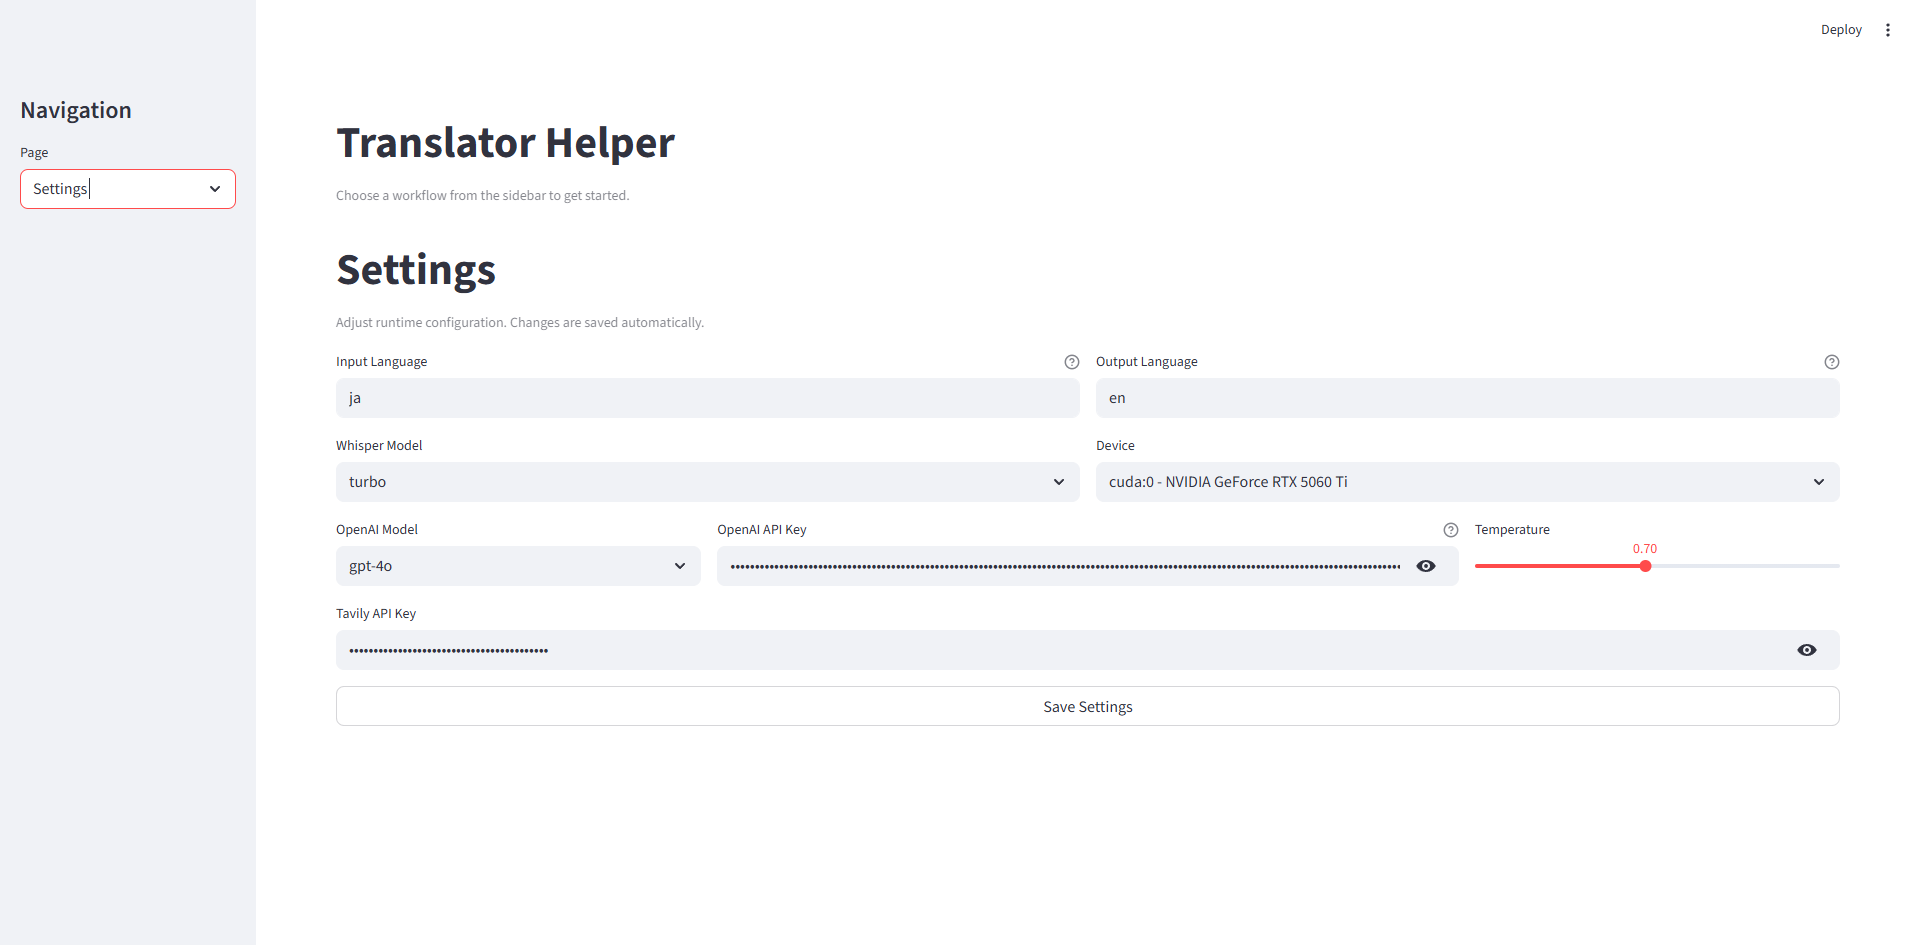 Deploy
Navigation
Page
Settings
Translator Helper
Choose a workflow from the sidebar to get started.
Settings
Adjust runtime configuration. Changes are saved automatically.
Input Language
Output Language
ja
en
Whisper Model
Device
turbo
cuda:0 - NVIDIA GeForce RTX 5060 Ti
OpenAI Model
OpenAI API Key
Temperature
0.70
gpt-4o
Tavily API Key
Save Settings